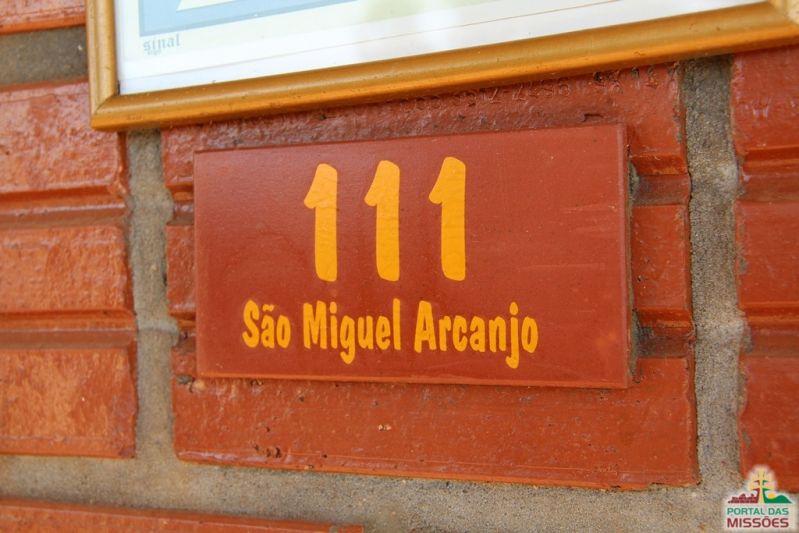 sinal
111
São Miguel Arcanjo
PORTAL DAS
MISSÕES